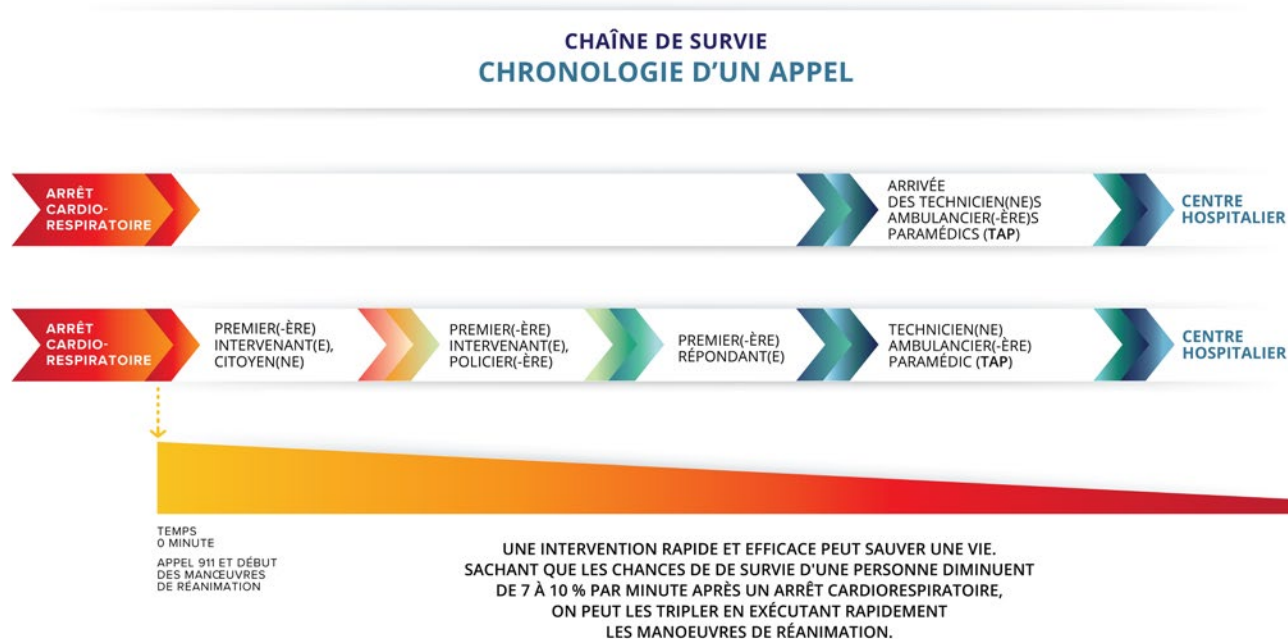 CHAÎNE DE SURVIE
CHRONOLOGIE D'UN APPEL
ARRÊT
CARDIO-
RESPIRATOIRE
ARRIVÉE
DES TECHNICIEN(NE)S
AMBULANCIER(-ÈRE)S
PARAMÉDICS (TAP)
CENTRE
HOSPITALIER
ARRÊT
CARDIO-
RESPIRATOIRE
PREMIER(-ÈRE)
INTERVENANT(E),
CITOYEN(NE)
PREMIER(-ÈRE)
INTERVENANT(E),
POLICIER(-ÈRE)
PREMIER(-ÈRE)
RÉPONDANT(E)
TECHNICIEN(NE)
AMBULANCIER(-ÈRE)
PARAMÉDIC (TAP)
CENTRE
HOSPITALIER
TEMPS
0 MINUTE
APPEL 911 ET DÉBUT
DES MANŒUVRES
DE RÉANIMATION
UNE INTERVENTION RAPIDE ET EFFICACE PEUT SAUVER UNE VIE.
SACHANT QUE LES CHANCES DE DE SURVIE D'UNE PERSONNE DIMINUENT
DE 7 À 10 % PAR MINUTE APRÈS UN ARRÊT CARDIORESPIRATOIRE,
ON PEUT LES TRIPLER EN EXÉCUTANT RAPIDEMENT
LES MANOEUVRES DE RÉANIMATION.